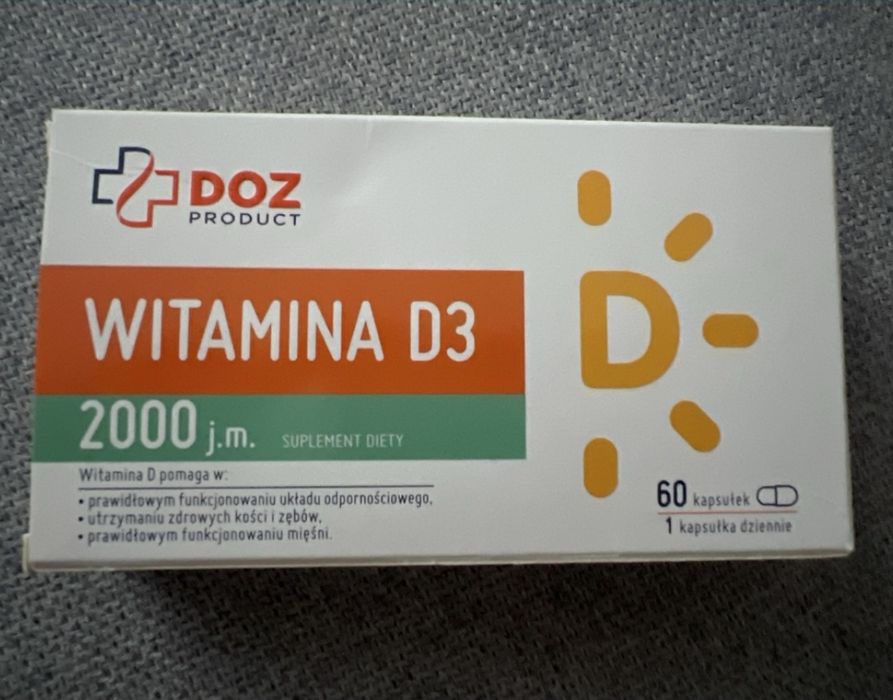 DOZ
PRODUCT
WITAMINA D3
2000 j.m. SUPLEMENT DIETY
Witamina D pomaga w:
• prawidłowym funkcjonowaniu układu odpornościowego,
• utrzymaniu zdrowych kości i zębów,
• prawidłowym funkcjonowaniu mięśni.
D
60 kapsułek
1 kapsułka dziennie